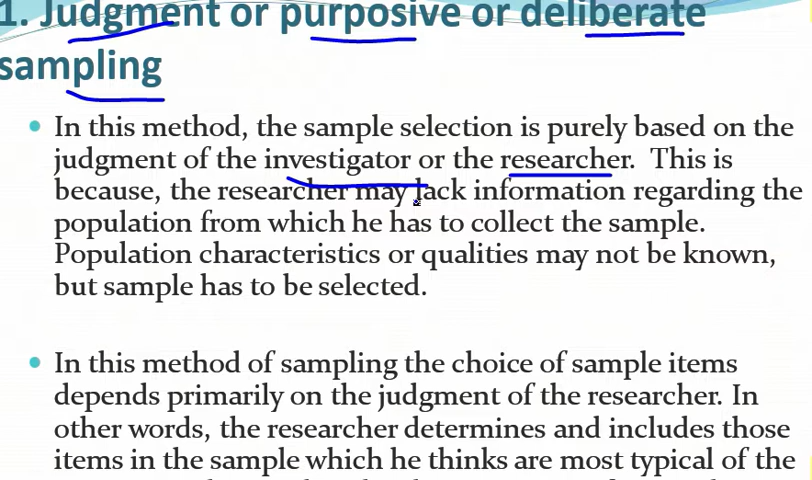 1. Judgment or purposive or deliberate
sampling
In this method, the sample selection is purely based on the
judgment of the investigator or the researcher. This is
because, the researcher may lack information regarding the
population from which he has to collect the sample.
Population characteristics or qualities may not be known,
but sample has to be selected.
In this method of sampling the choice of sample items
depends primarily on the judgment of the researcher. In
other words, the researcher determines and includes those
items in the sample which he thinks are most typical of the